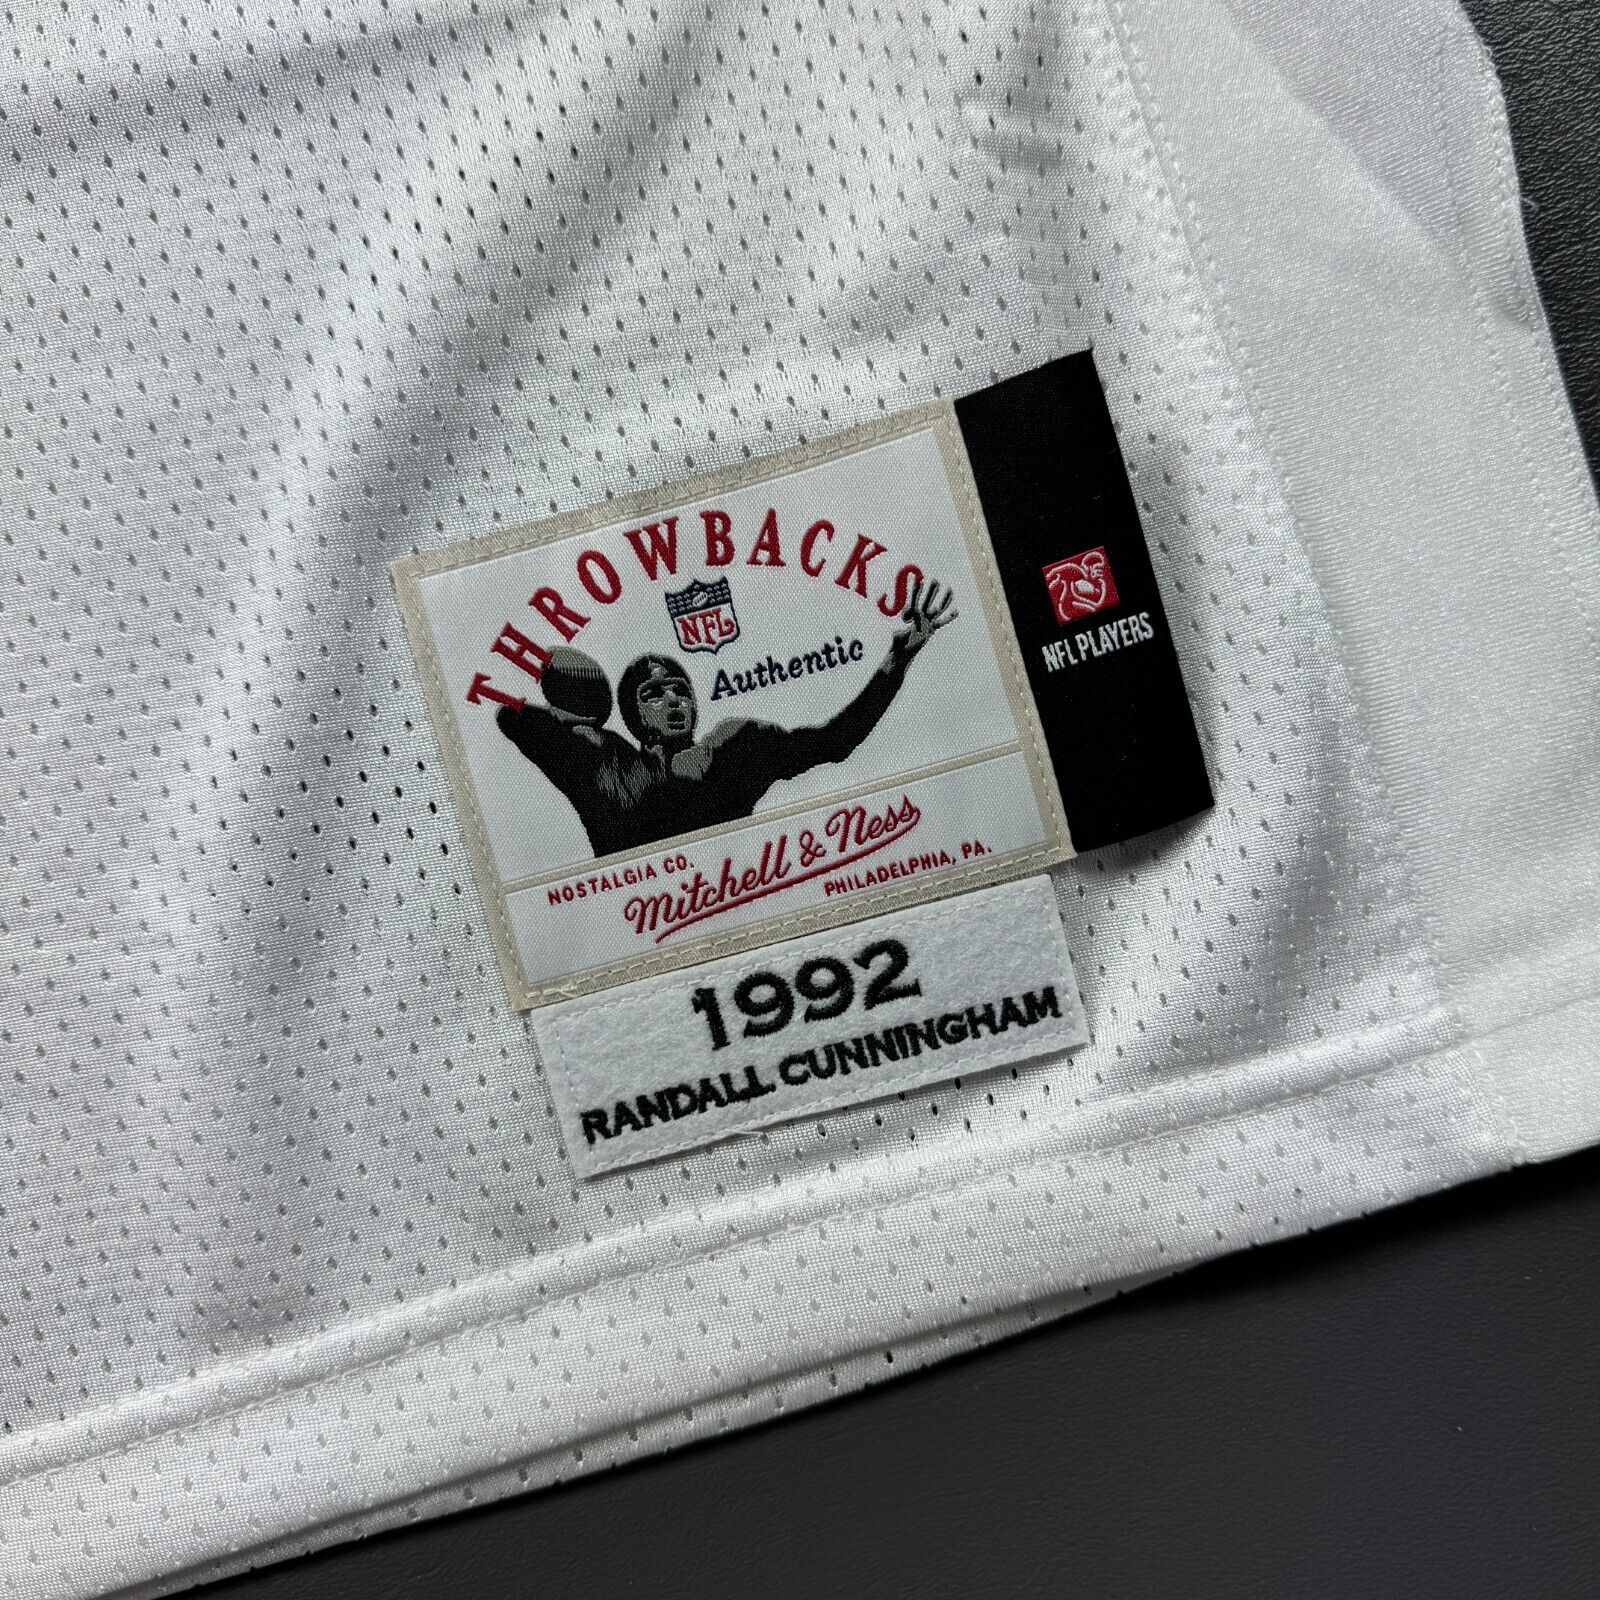 THROWBACKS
NFL
Authentic
NOSTALGIA CO.
Mitchell & Ness
PHILADELPHIA, PA.
NFL PLAYERS
1992
RANDALL CUNNINGHAM